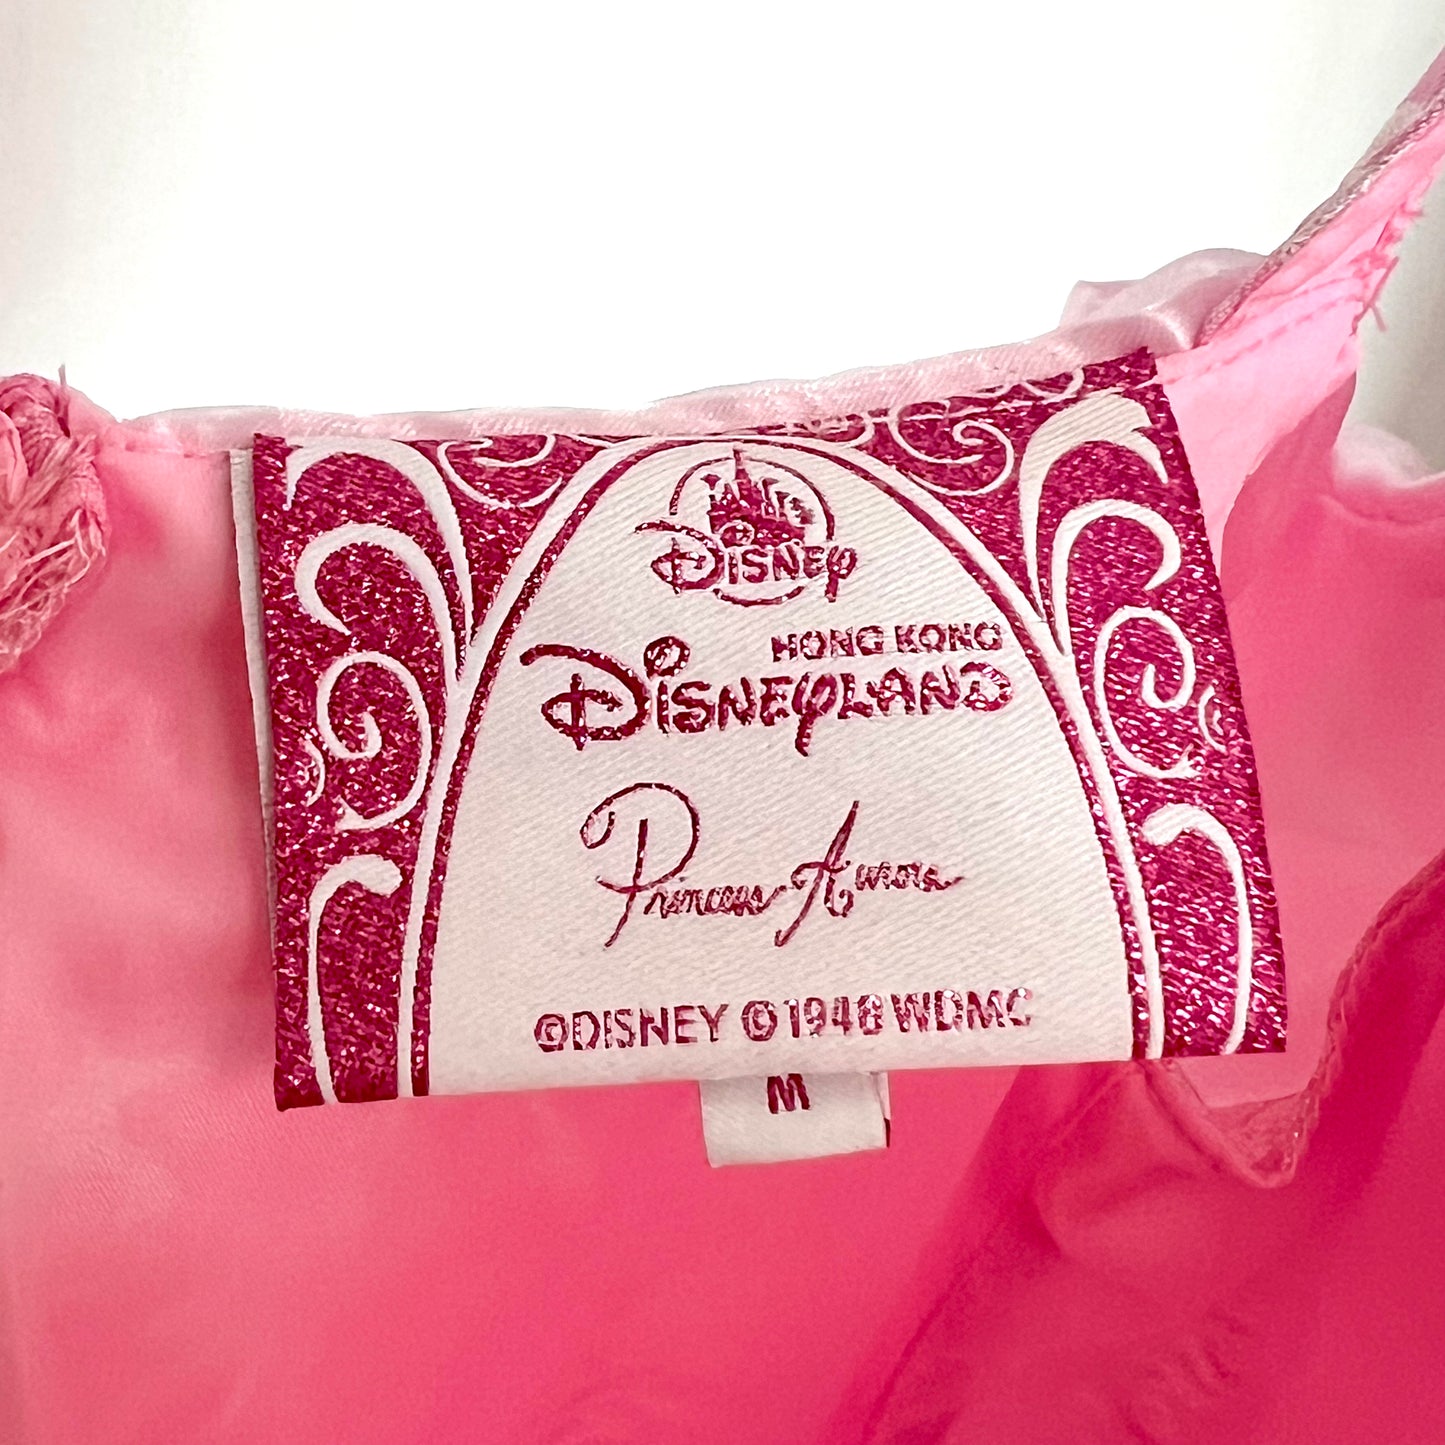 Disney
HONG KONG
Disneyland
Princess Aurora
©DISNEY ©1948 WDMC
M